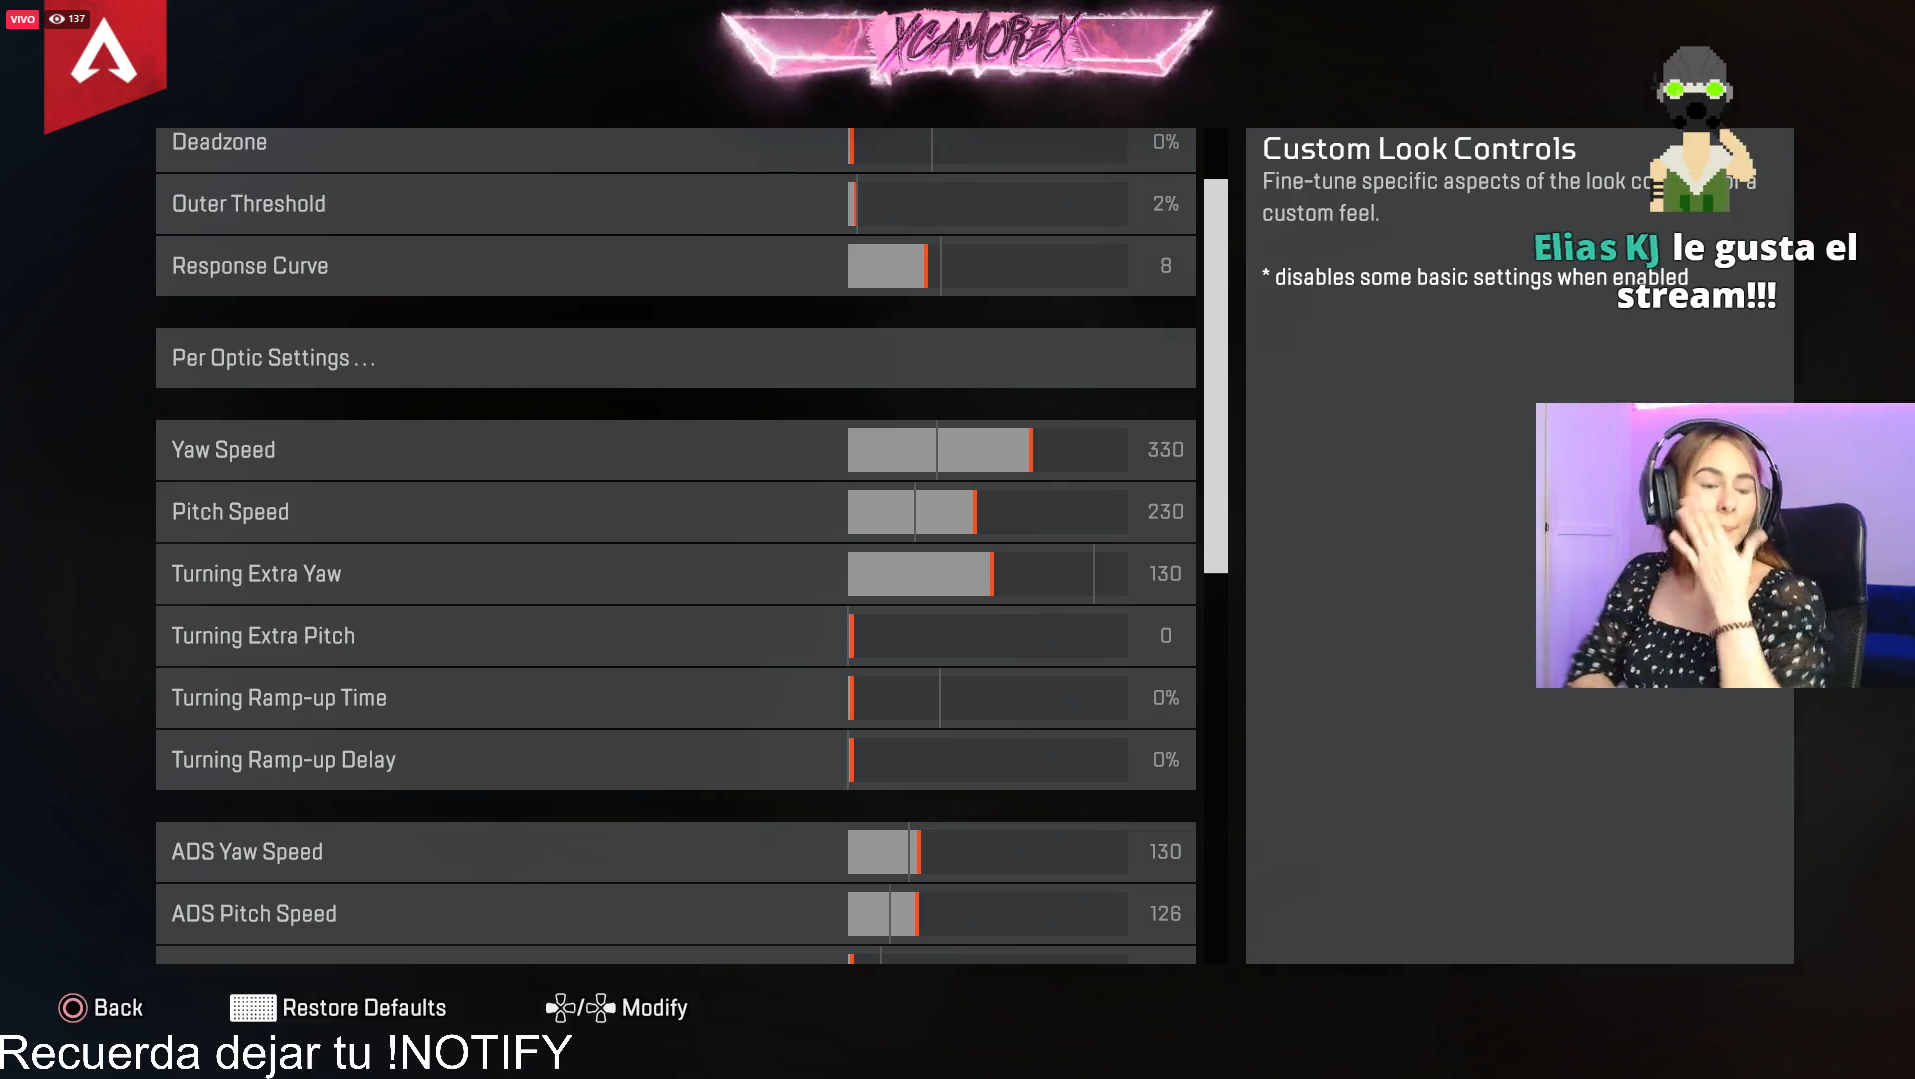 VIVO 137
XCAMOREX
Deadzone 0%
Outer Threshold 2%
Response Curve 8
Per Optic Settings ...
Yaw Speed 330
Pitch Speed 230
Turning Extra Yaw 130
Turning Extra Pitch 0
Turning Ramp-up Time 0%
Turning Ramp-up Delay 0%
ADS Yaw Speed 130
ADS Pitch Speed 126
Custom Look Controls
Fine-tune specific aspects of the look a
custom feel.
* disables some basic settings when enabled
Elias KJ le gusta el
stream!!!
Back Restore Defaults / Modify
Recuerda dejar tu !NOTIFY